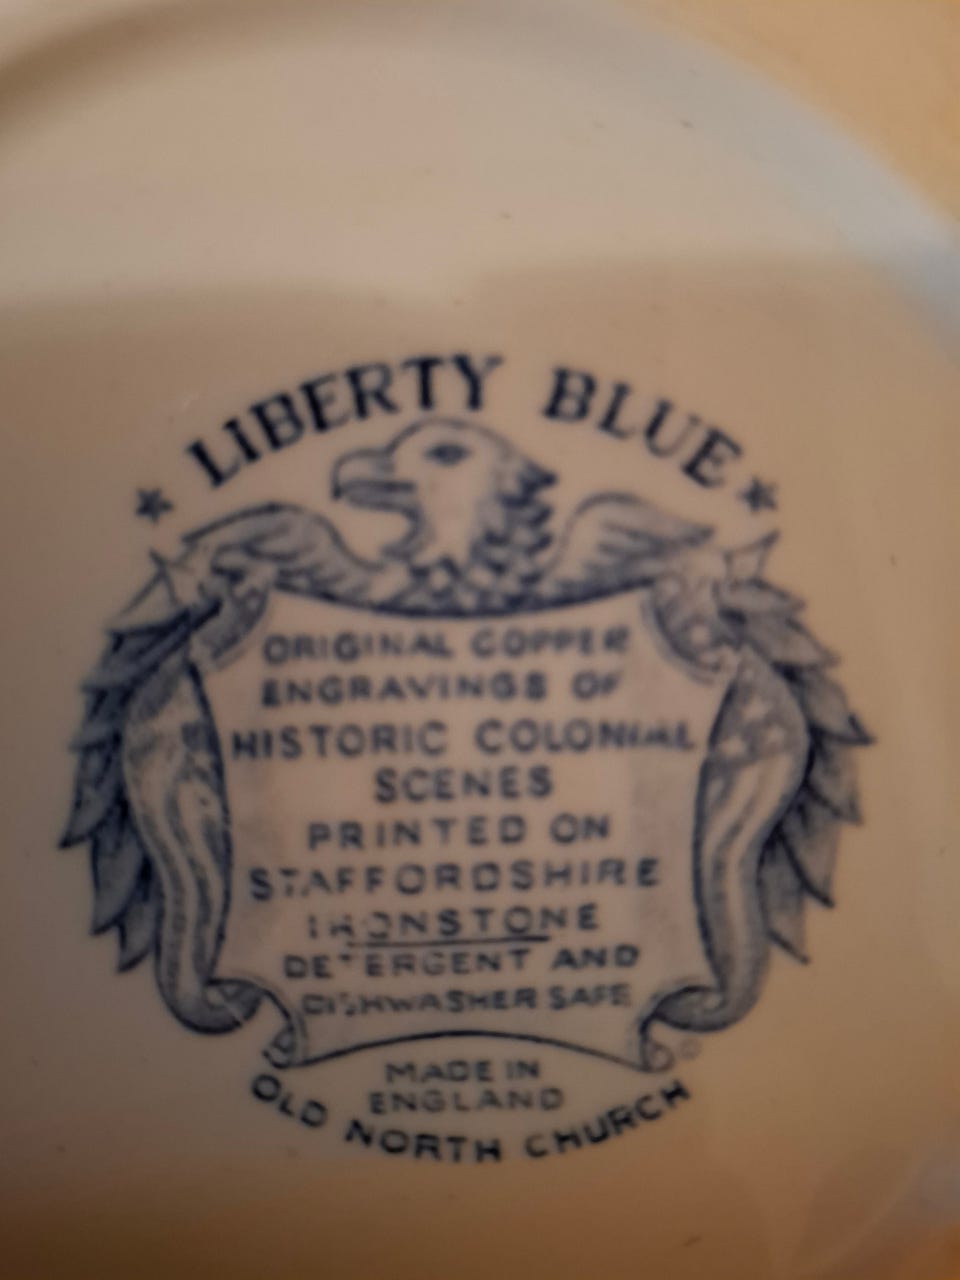 LIBERTY BLUE
ORIGINAL COPPER
ENGRAVINGS OF
HISTORIC COLONIAL
SCENES
PRINTED ON
STAFFORDSHIRE
IRONSTONE
DETERGENT AND
DISHWASHER SAFE
MADE IN
ENGLAND
OLD NORTH CHURCH